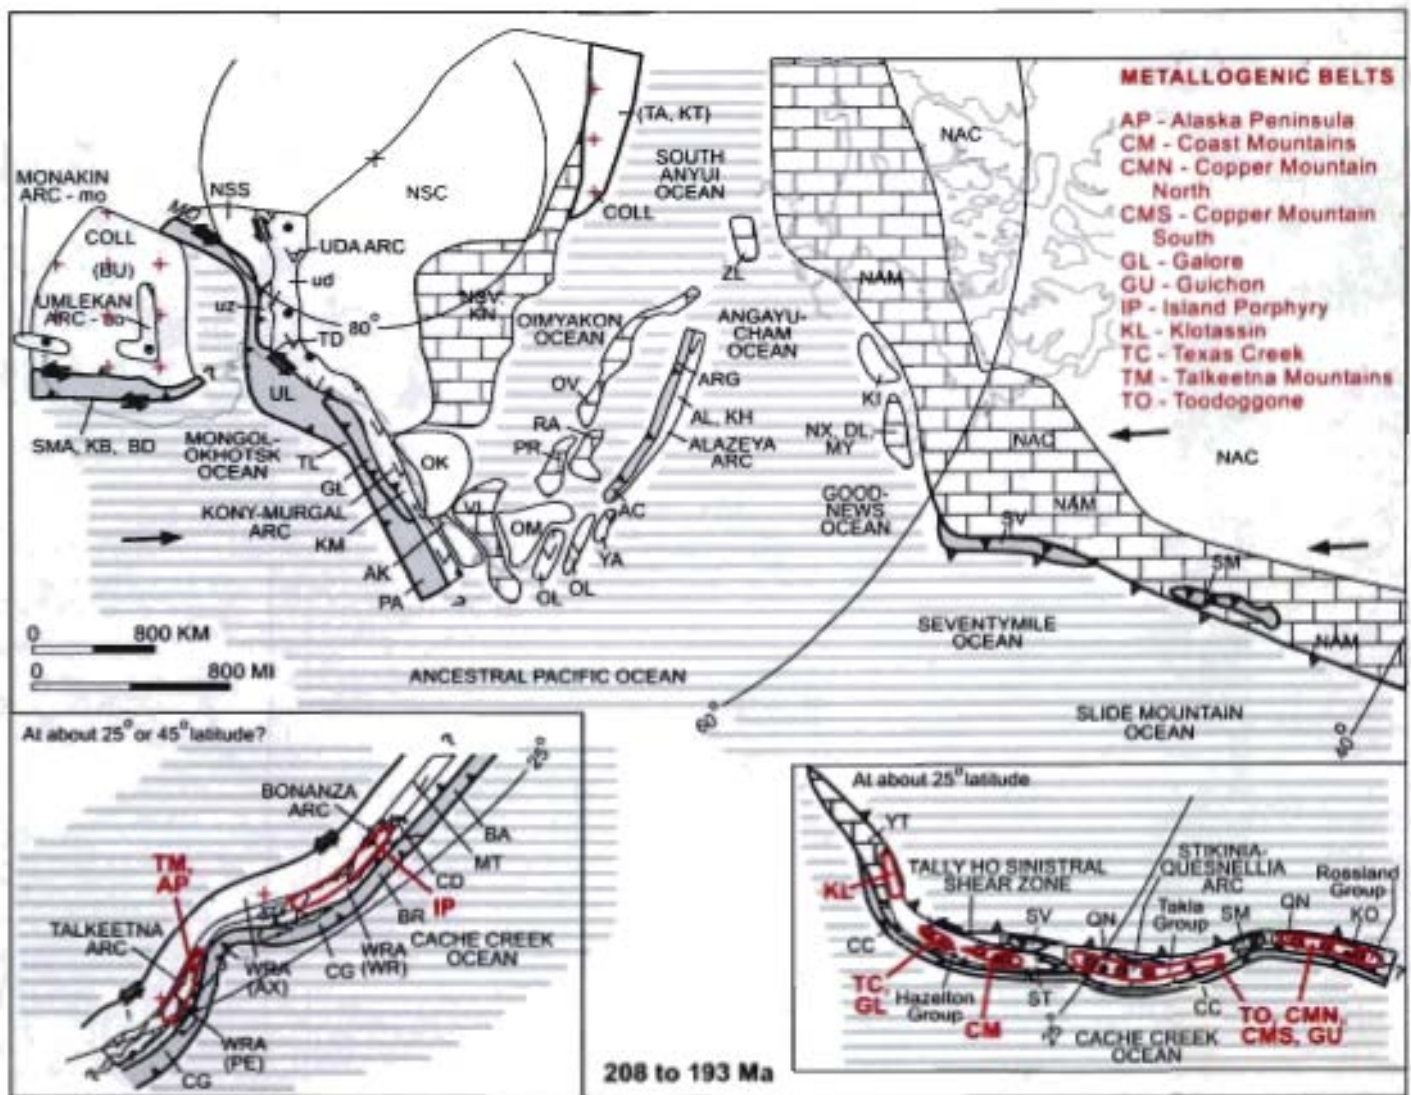 METALLOGENIC BELTS
AP - Alaska Peninsula
CM - Coast Mountains
CMN - Copper Mountain
North
CMS - Copper Mountain
South
GL - Galore
GU - Guichon
IP - Island Porphyry
KL - Klotassin
TC - Texas Creek
TM - Talkeetna Mountains
TO - Toodoggone
MONAKIN
ARC - mo
NSS
MO
COLL
(BU)
UMLEKAN
ARC -
UDA ARC
ud
uz
TD
80°
UL
SMA, KB, BD
MONGOL-
OKHOTSK
OCEAN
TL
GL
KONY-MURGAL
ARC
KM
AK
PA
OK
VL
OM
OL
OL
YA
AC
NSC
NSV,
KN
(TA, KT)
COLL
SOUTH
ANYUI
OCEAN
ZL
OIMYAKON
OCEAN
ANGAYU-
CHAM
OCEAN
OV
RA
PR
ARG
AL, KH
ALAZEYA
ARC
KI
NX, DL,
MY
GOOD-
NEWS
OCEAN
NAC
NAM
NAC
NAC
NAM
SV
SM
NAM
SEVENTYMILE
OCEAN
SLIDE MOUNTAIN
OCEAN
ANCESTRAL PACIFIC OCEAN
60°
40°
0 800 KM
0 800 MI
At about 25° or 45° latitude?
?
25°
BONANZA
ARC
BA
MT
CD
IP
BR
TM,
AP
TALKEETNA
ARC
WRA
(AX)
CG
WRA
(WR)
CACHE CREEK
OCEAN
WRA
(PE)
CG
?
208 to 193 Ma
At about 25° latitude
YT
KL
TALLY HO SINISTRAL
SHEAR ZONE
STIKINIA-
QUESNELLIA
ARC
Rossland
Group
Takla
Group
SV
QN
SM
QN
KO
CC
TC,
GL
Hazelton
Group
CM
ST
CC
TO, CMN,
CMS, GU
CACHE CREEK
OCEAN
?